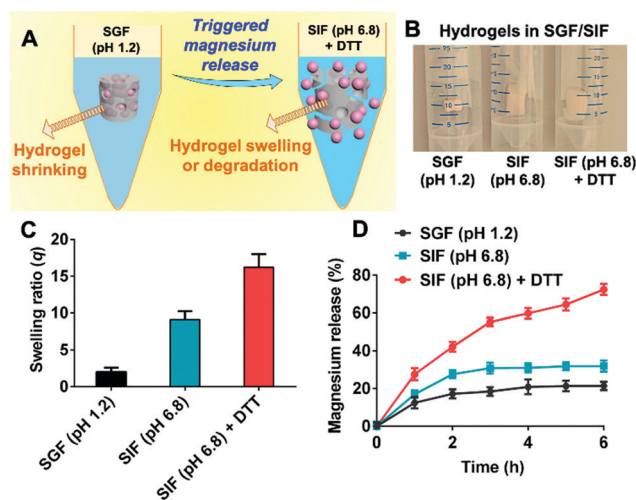 A
SGF
(pH 1.2)
Triggered
magnesium
release
SIF (pH 6.8)
+ DTT
Hydrogel
shrinking
Hydrogel swelling
or degradation
B
Hydrogels in SGF/SIF
SGF
(pH 1.2)
SIF
(pH 6.8)
SIF (pH 6.8)
+ DTT
C
Swelling ratio (q)
20
15
10
5
0
SGF (pH 1.2)
SIF (pH 6.8)
SIF (pH 6.8) + DTT
D
SGF (pH 1.2)
SIF (pH 6.8)
SIF (pH 6.8) + DTT
Magnesium release (%)
80
60
40
20
0
0 2 4 6
Time (h)